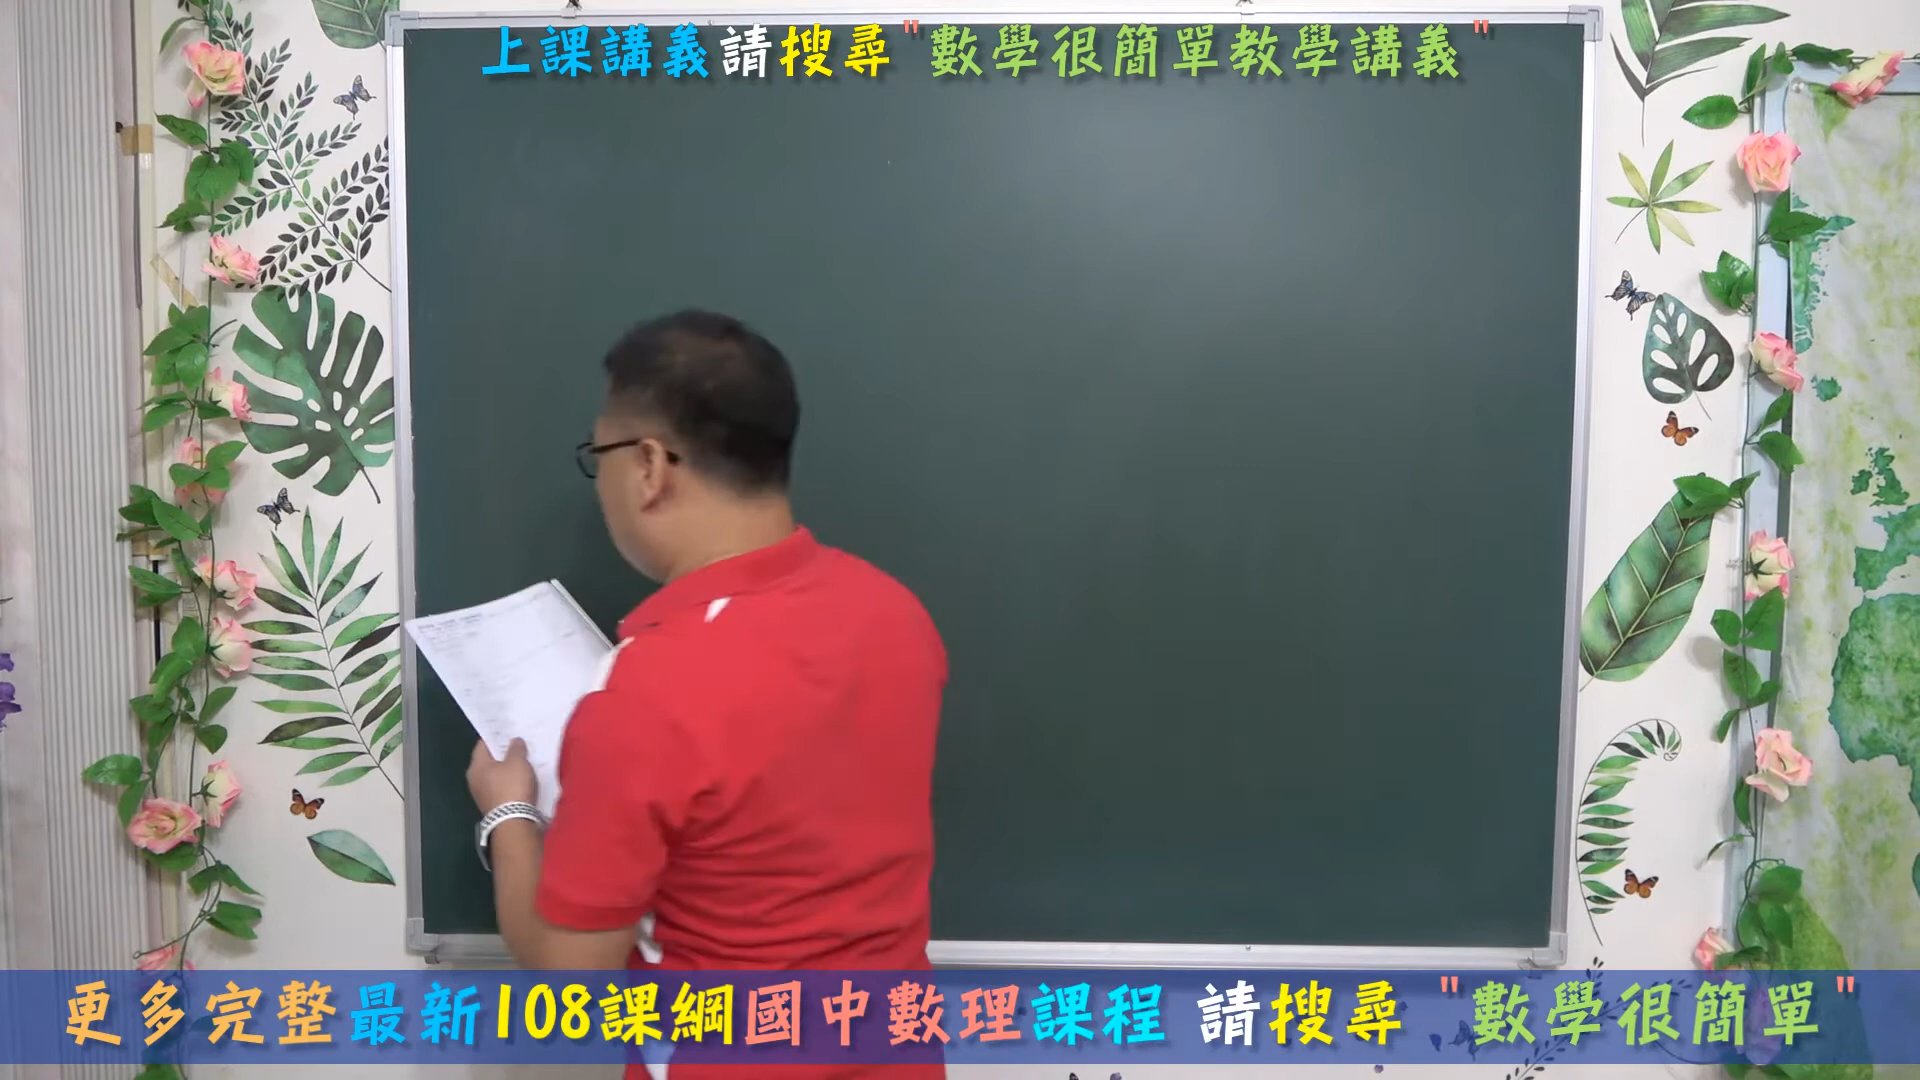 上課講義請搜尋"數學很簡單教學講義"
更多完整最新108課綱國中數理課程 請搜尋 "數學很簡單"